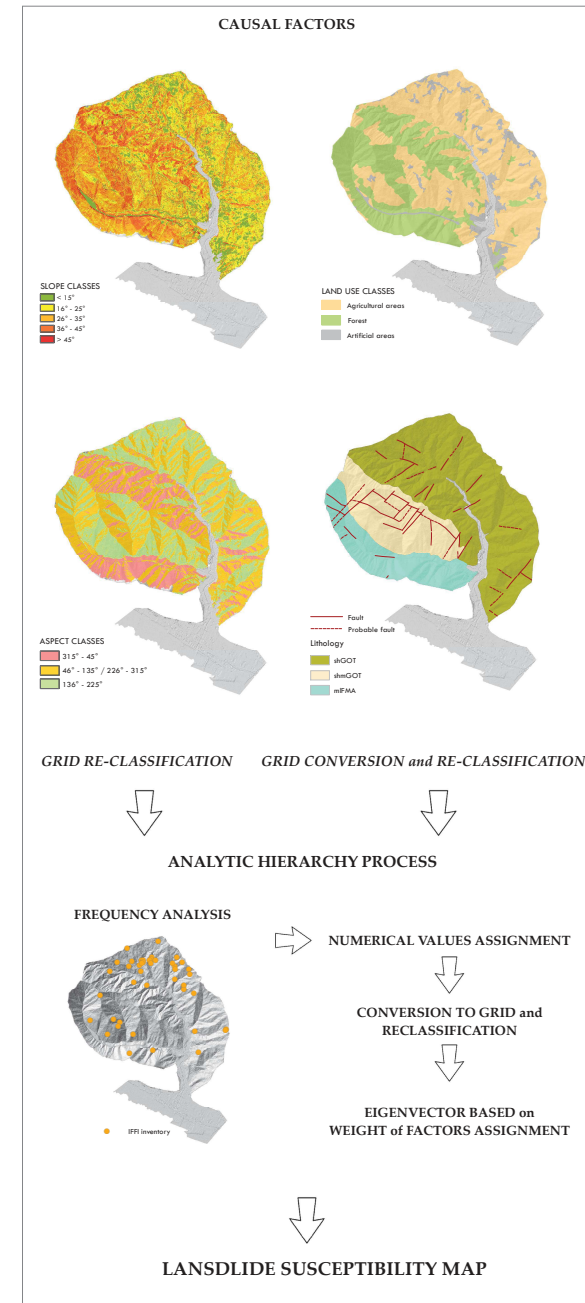 CAUSAL FACTORS
SLOPE CLASSES
< 15°
16° - 25°
26° - 35°
36° - 45°
> 45°
LAND USE CLASSES
Agricultural areas
Forest
Artificial areas
ASPECT CLASSES
315° - 45°
46° - 135° / 226° - 315°
136° - 225°
Fault
Probable fault
Lithology
shGOT
shmGOT
mIFMA
GRID RE-CLASSIFICATION
GRID CONVERSION and RE-CLASSIFICATION
ANALYTIC HIERARCHY PROCESS
FREQUENCY ANALYSIS
IFFI inventory
NUMERICAL VALUES ASSIGNMENT
CONVERSION TO GRID and
RECLASSIFICATION
EIGENVECTOR BASED on
WEIGHT of FACTORS ASSIGNMENT
LANSDLIDE SUSCEPTIBILITY MAP